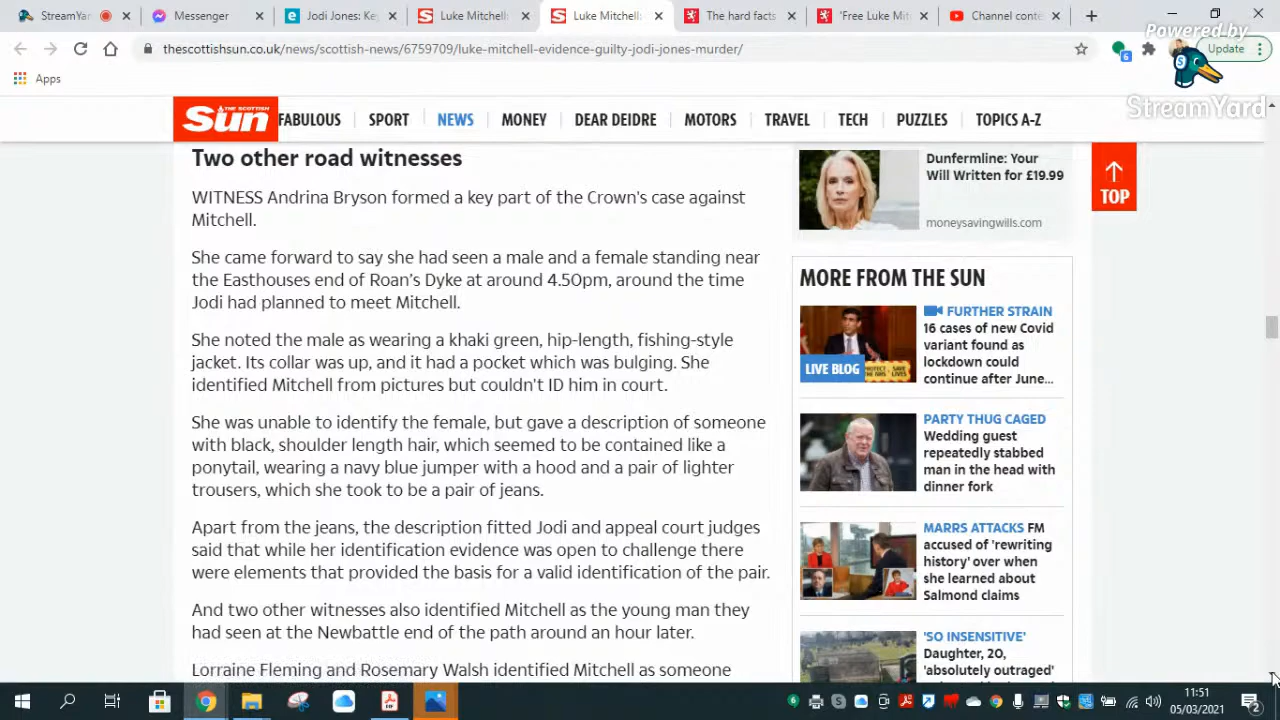 Messenger
Jodi Jones: Ke
Luke Mitchell
Luke Mitchell:
The hard facts
'Free Luke Mit
Channel conte
Powered by
thescottishsun.co.uk/news/scottish-news/6759709/luke-mitchell-evidence-guilty-jodi-jones-murder/
6
Update
Apps
StreamYard
THE SCOTTISH
Sun
FABULOUS
SPORT
NEWS
MONEY
DEAR DEIDRE
MOTORS
TRAVEL
TECH
PUZZLES
TOPICS A-Z
Two other road witnesses
WITNESS Andrina Bryson formed a key part of the Crown's case against
Mitchell.
She came forward to say she had seen a male and a female standing near
the Easthouses end of Roan's Dyke at around 4.50pm, around the time
Jodi had planned to meet Mitchell.
She noted the male as wearing a khaki green, hip-length, fishing-style
jacket. Its collar was up, and it had a pocket which was bulging. She
identified Mitchell from pictures but couldn't ID him in court.
She was unable to identify the female, but gave a description of someone
with black, shoulder length hair, which seemed to be contained like a
ponytail, wearing a navy blue jumper with a hood and a pair of lighter
trousers, which she took to be a pair of jeans.
Apart from the jeans, the description fitted Jodi and appeal court judges
said that while her identification evidence was open to challenge there
were elements that provided the basis for a valid identification of the pair.
And two other witnesses also identified Mitchell as the young man they
had seen at the Newbattle end of the path around an hour later.
Lorraine Fleming and Rosemary Walsh identified Mitchell as someone
Dunfermline: Your
Will Written for £19.99
moneysavingwills.com
TOP
MORE FROM THE SUN
LIVE BLOG
FURTHER STRAIN
16 cases of new Covid
variant found as
lockdown could
continue after June...
PARTY THUG CAGED
Wedding guest
repeatedly stabbed
man in the head with
dinner fork
MARRS ATTACKS FM
accused of 'rewriting
history' over when
she learned about
Salmond claims
'SO INSENSITIVE'
Daughter, 20,
'absolutely outraged'
11:51
05/03/2021
2